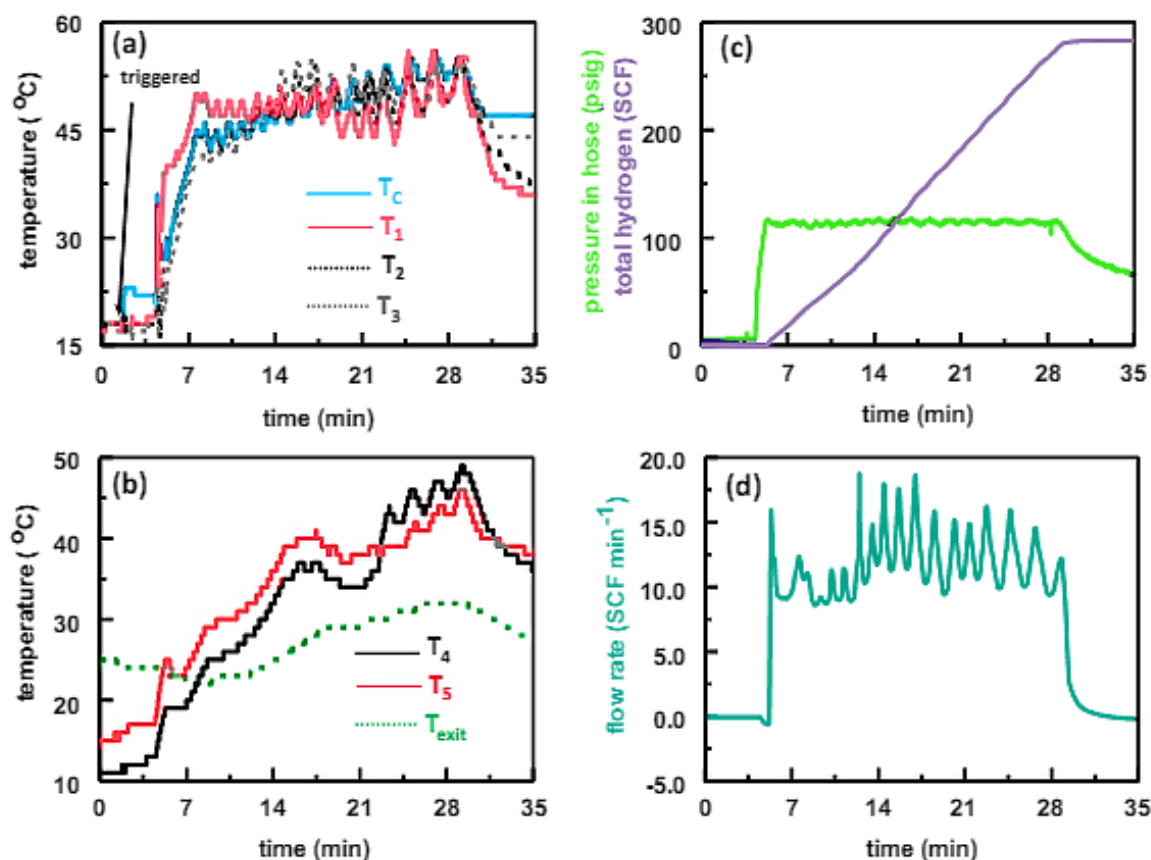 (a)
triggered
temperature (°C)
60
45
30
15
T_C
T_1
T_2
T_3
0 7 14 21 28 35
time (min)
(c)
pressure in hose (psig)
total hydrogen (SCF)
300
200
100
0
0 7 14 21 28 35
time (min)
(b)
temperature (°C)
50
40
30
20
10
T_4
T_5
T_exit
0 7 14 21 28 35
time (min)
(d)
flow rate (SCF min⁻¹)
20.0
15.0
10.0
5.0
0.0
-5.0
0 7 14 21 28 35
time (min)